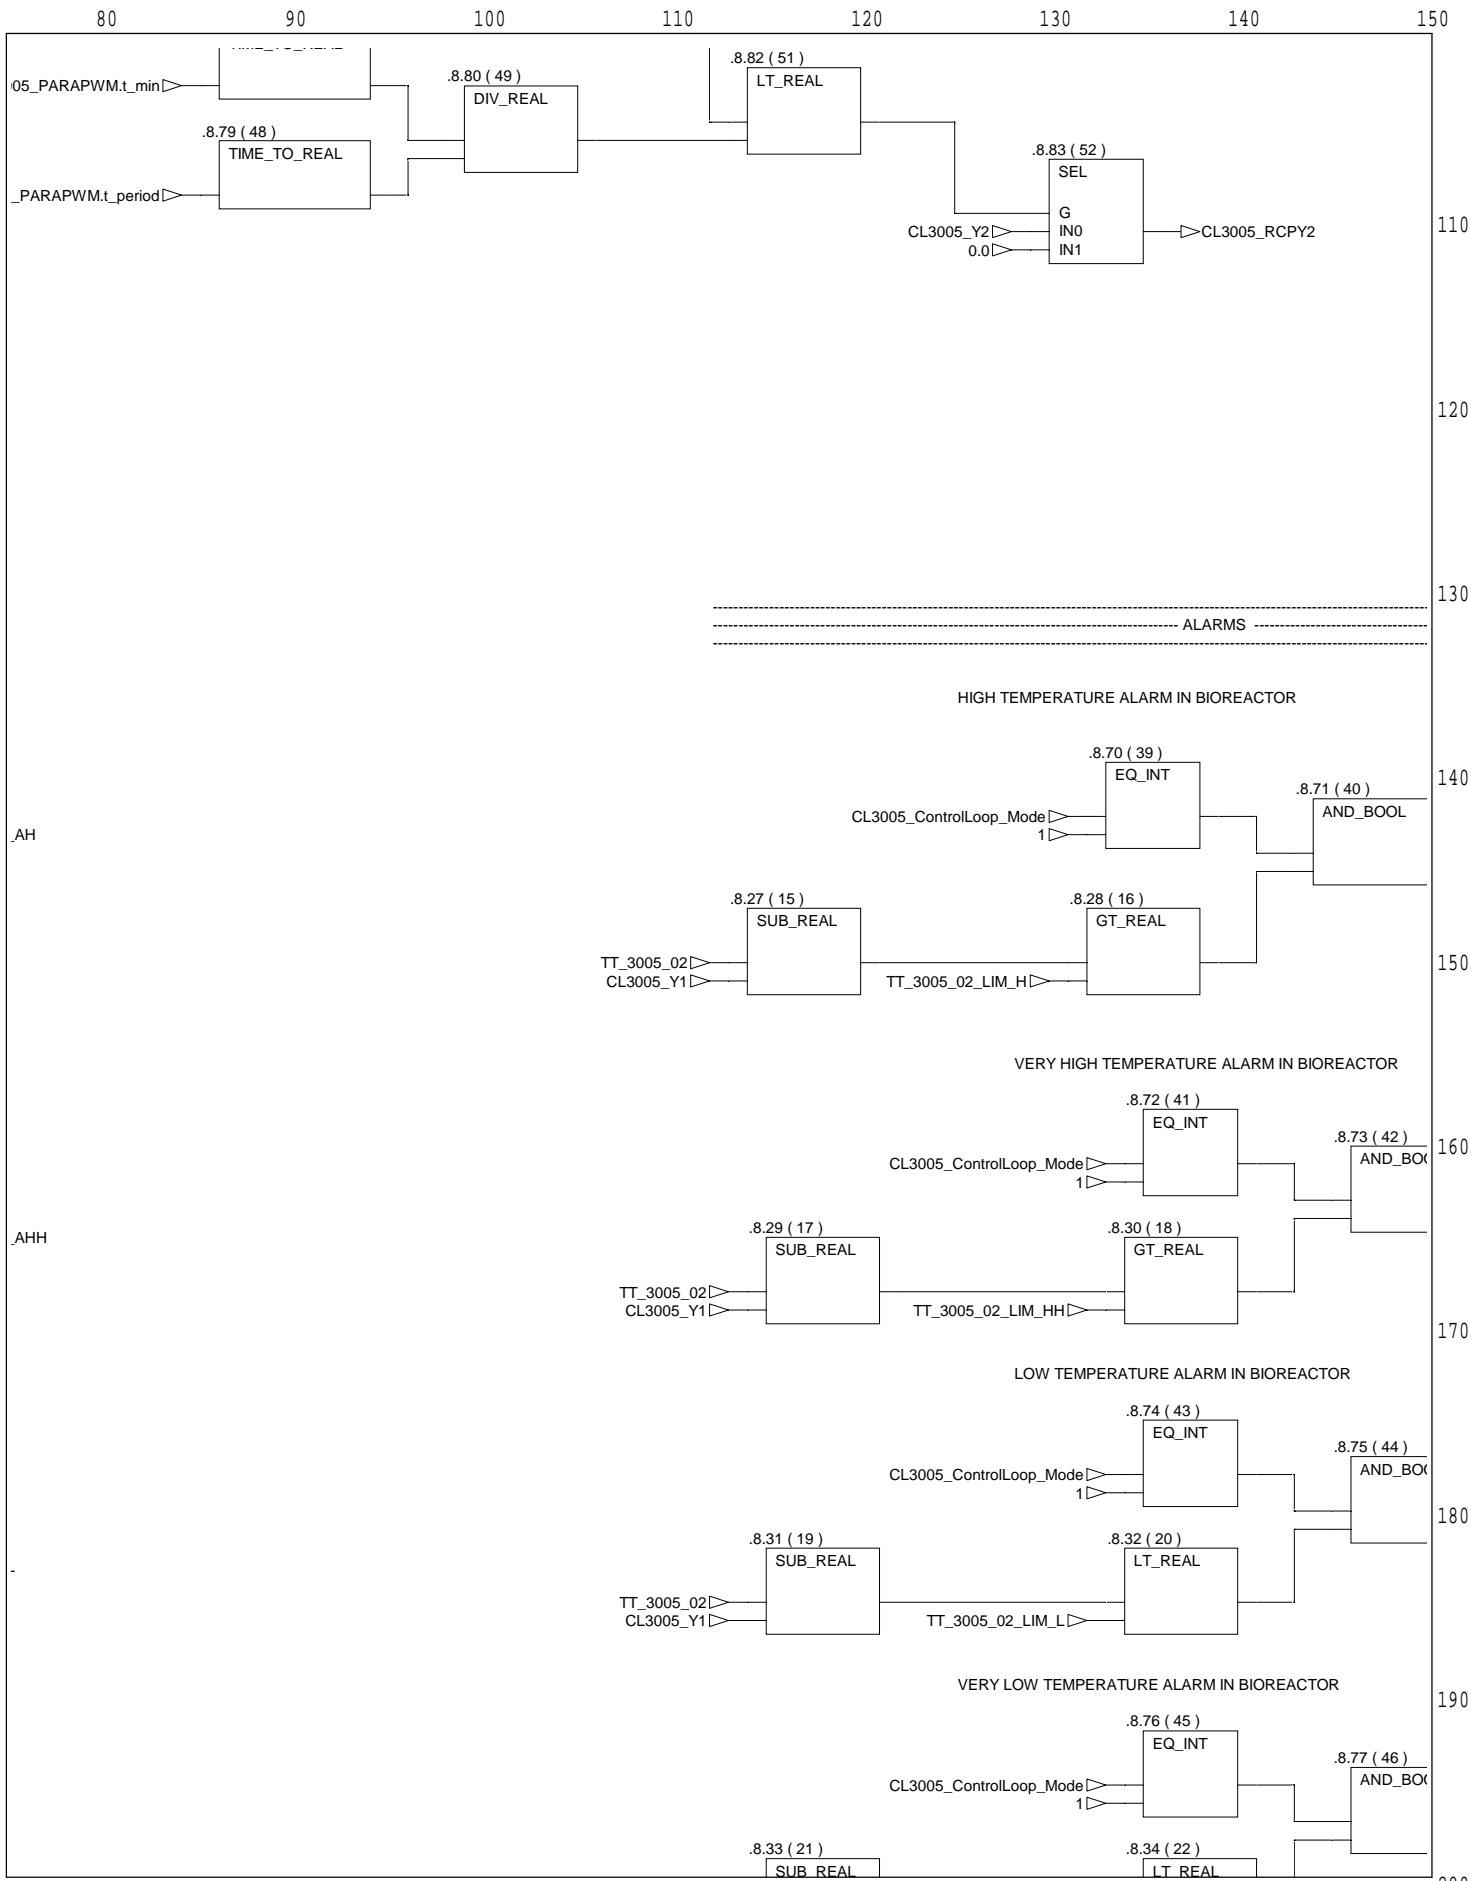 80 90 100 110 120 130 140 150
.8.82 ( 51 )
LT_REAL
05_PARAPWM.t_min
.8.80 ( 49 )
DIV_REAL
.8.79 ( 48 )
TIME_TO_REAL
.8.83 ( 52 )
SEL
_PARAPWM.t_period
G
CL3005_Y2 IN0 CL3005_RCPY2
110
0.0 IN1
120
130
ALARMS
HIGH TEMPERATURE ALARM IN BIOREACTOR
.8.70 ( 39 )
EQ_INT
140
.8.71 ( 40 )
AND_BOOL
CL3005_ControlLoop_Mode
1
_AH
.8.27 ( 15 ) .8.28 ( 16 )
SUB_REAL GT_REAL
TT_3005_02
150
CL3005_Y1 TT_3005_02_LIM_H
VERY HIGH TEMPERATURE ALARM IN BIOREACTOR
.8.72 ( 41 )
EQ_INT
.8.73 ( 42 )
160
AND_BOO
CL3005_ControlLoop_Mode
1
.8.29 ( 17 ) .8.30 ( 18 )
_AHH
SUB_REAL GT_REAL
TT_3005_02
CL3005_Y1 TT_3005_02_LIM_HH
170
LOW TEMPERATURE ALARM IN BIOREACTOR
.8.74 ( 43 )
EQ_INT
.8.75 ( 44 )
AND_BOO
CL3005_ControlLoop_Mode
1
180
.8.31 ( 19 ) .8.32 ( 20 )
SUB_REAL LT_REAL
TT_3005_02
CL3005_Y1 TT_3005_02_LIM_L
VERY LOW TEMPERATURE ALARM IN BIOREACTOR
190
.8.76 ( 45 )
EQ_INT
.8.77 ( 46 )
AND_BOO
CL3005_ControlLoop_Mode
1
.8.33 ( 21 ) .8.34 ( 22 )
SUB_REAL LT_REAL